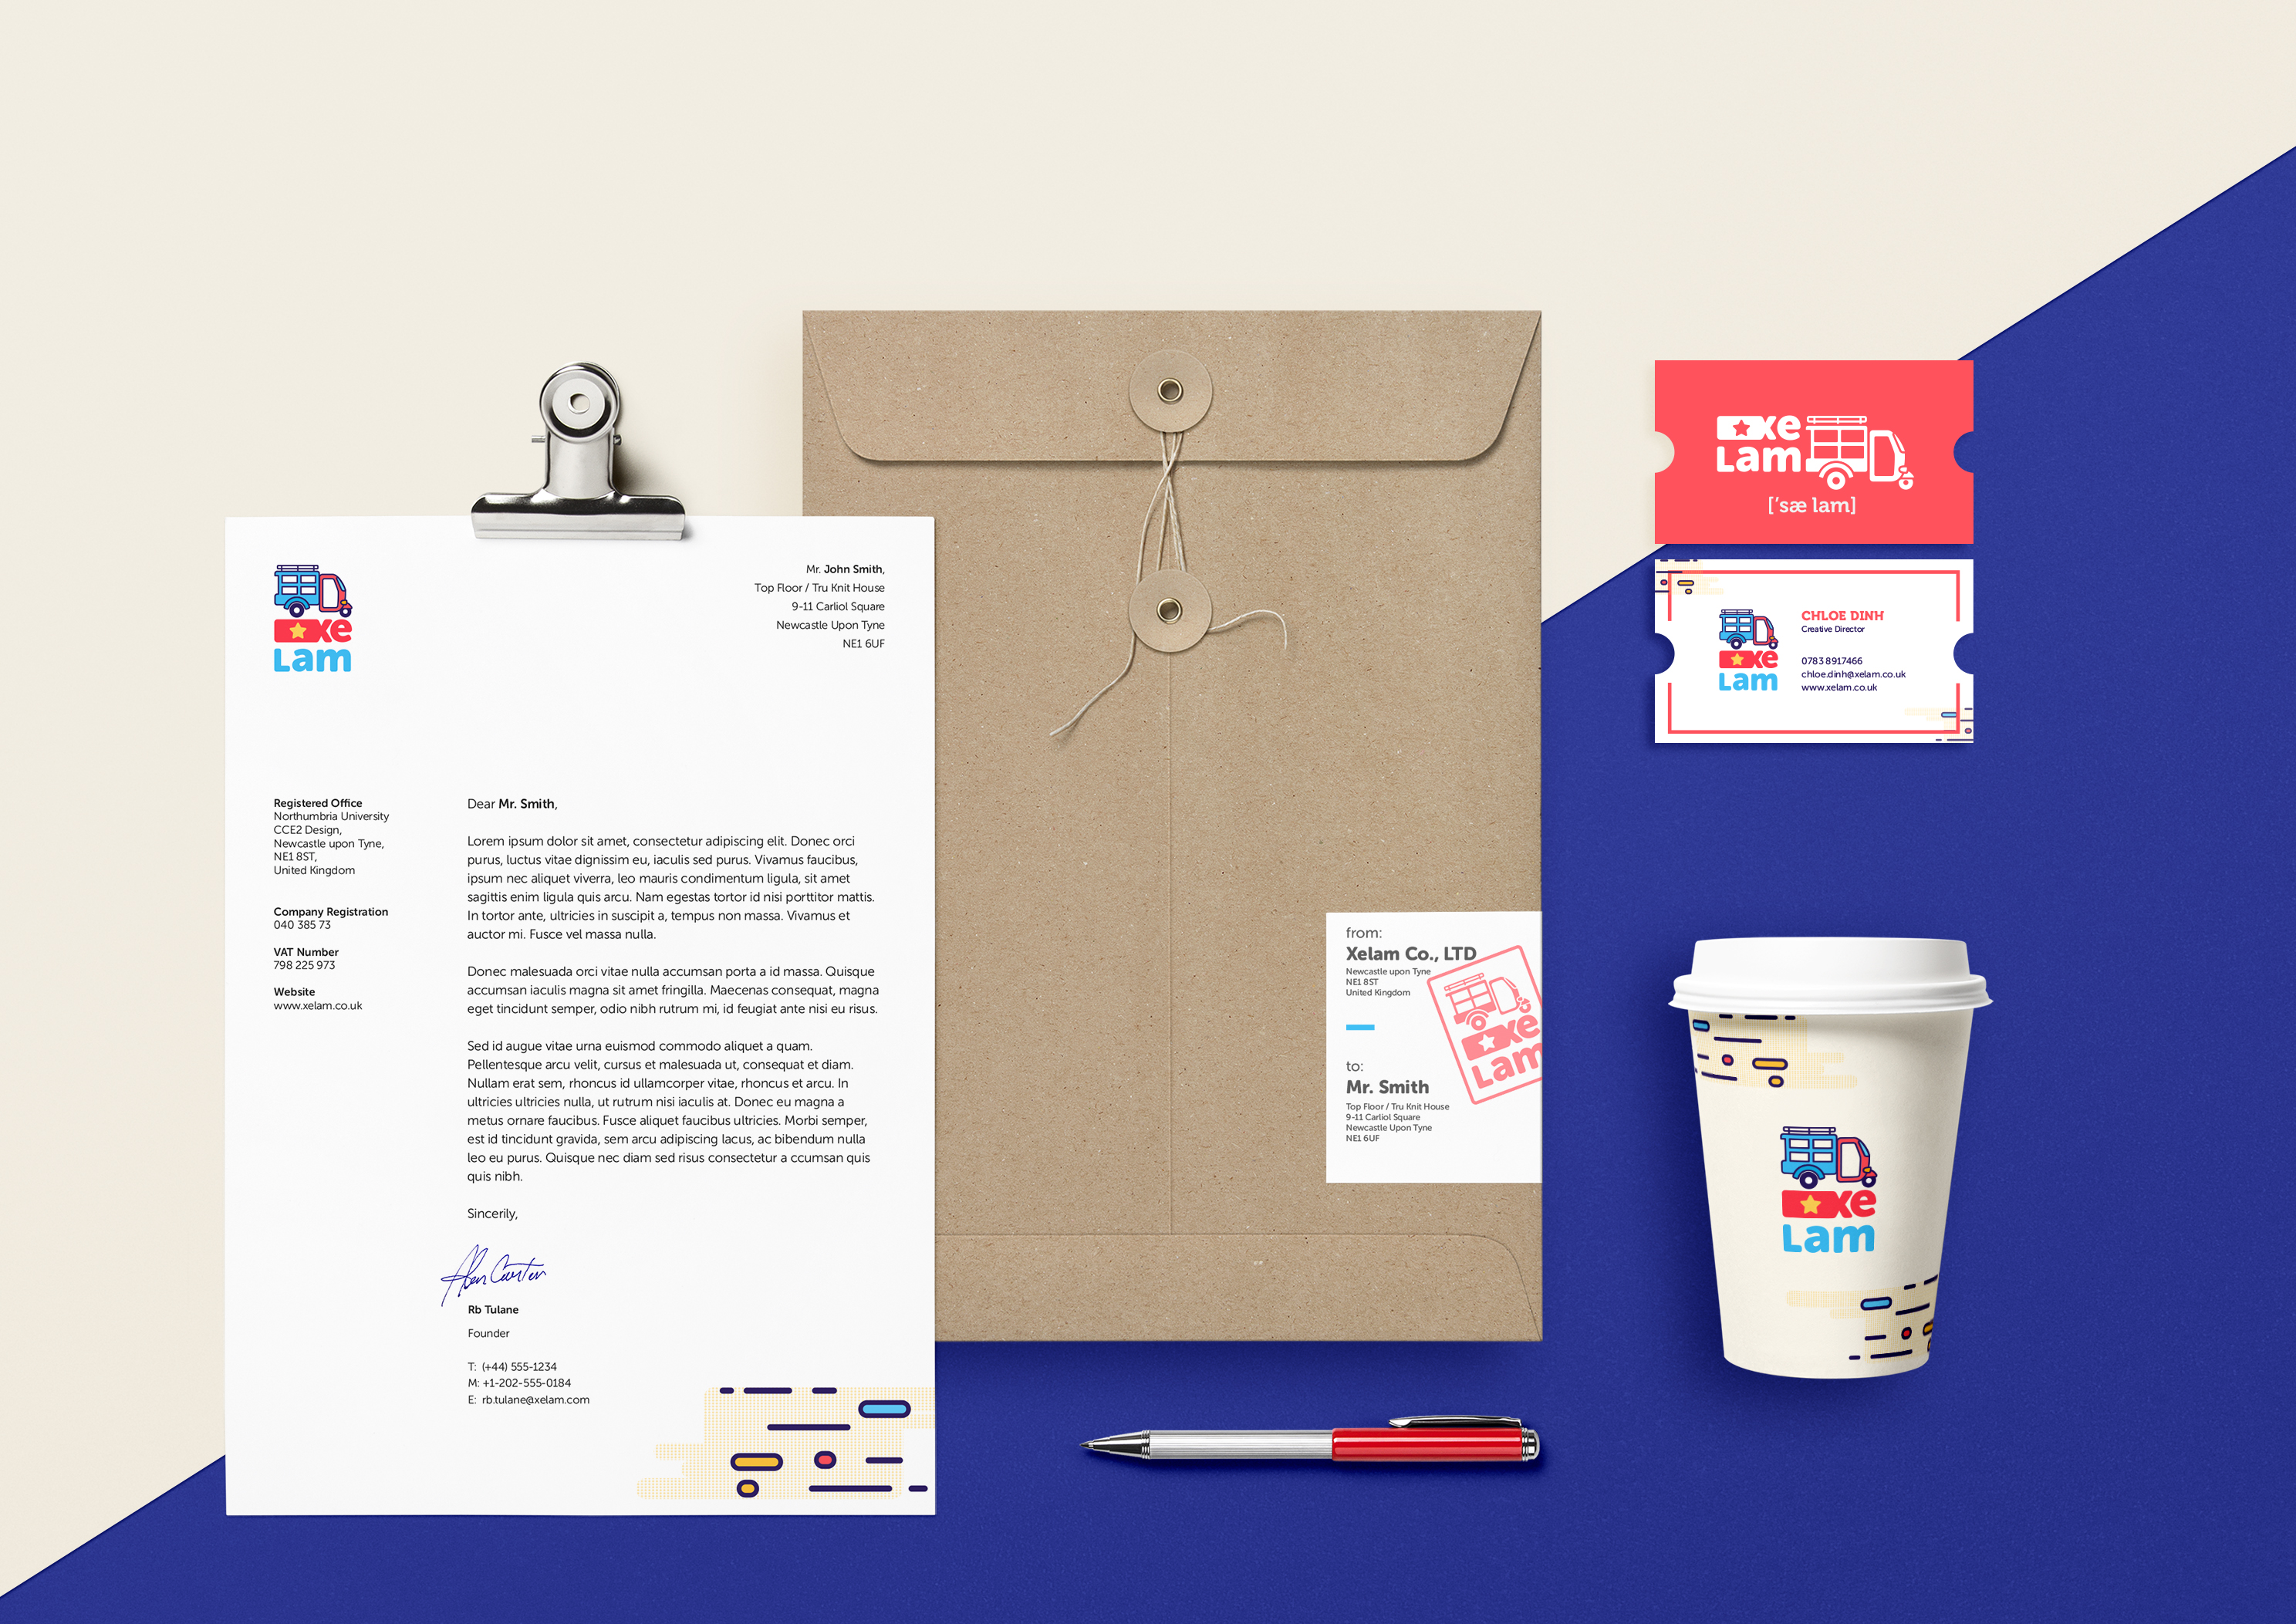 xe
Lam
Mr. John Smith,
Top Floor / Tru Knit House
9-11 Carliol Square
Newcastle Upon Tyne
NE1 6UF
Registered Office
Northumbria University
CCE2 Design,
Newcastle upon Tyne,
NE1 8ST,
United Kingdom
Company Registration
040 385 73
VAT Number
798 225 973
Website
www.xelam.co.uk
Dear Mr. Smith,
Lorem ipsum dolor sit amet, consectetur adipiscing elit. Donec orci
purus, luctus vitae dignissim eu, iaculis sed purus. Vivamus faucibus,
ipsum nec aliquet viverra, leo mauris condimentum ligula, sit amet
sagittis enim ligula quis arcu. Nam egestas tortor id nisi porttitor mattis.
In tortor ante, ultricies in suscipit a, tempus non massa. Vivamus et
auctor mi. Fusce vel massa nulla.
Donec malesuada orci vitae nulla accumsan porta a id massa. Quisque
accumsan iaculis magna sit amet fringilla. Maecenas consequat, magna
eget tincidunt semper, odio nibh rutrum mi, id feugiat ante nisi eu risus.
Sed id augue vitae urna euismod commodo aliquet a quam.
Pellentesque arcu velit, cursus et malesuada ut, consequat et diam.
Nullam erat sem, rhoncus id ullamcorper vitae, rhoncus et arcu. In
ultricies ultricies nulla, ut rutrum nisi iaculis at. Donec eu magna a
metus ornare faucibus. Fusce aliquet faucibus ultricies. Morbi semper,
est id tincidunt gravida, sem arcu adipiscing lacus, ac bibendum nulla
leo eu purus. Quisque nec diam sed risus consectetur a ccumsan quis
quis nibh.
Sincerily,
Rb Tulane
Founder
T: (+44) 555-1234
M: +1-202-555-0184
E: rb.tulane@xelam.com
from:
Xelam Co., LTD
Newcastle upon Tyne
NE1 8ST
United Kingdom
xe
Lam
to:
Mr. Smith
Top Floor / Tru Knit House
9-11 Carliol Square
Newcastle Upon Tyne
NE1 6UF
xe
Lam
['sæ lam]
xe
Lam
CHLOE DINH
Creative Director
0783 8917466
chloe.dinh@xelam.co.uk
www.xelam.co.uk
xe
Lam